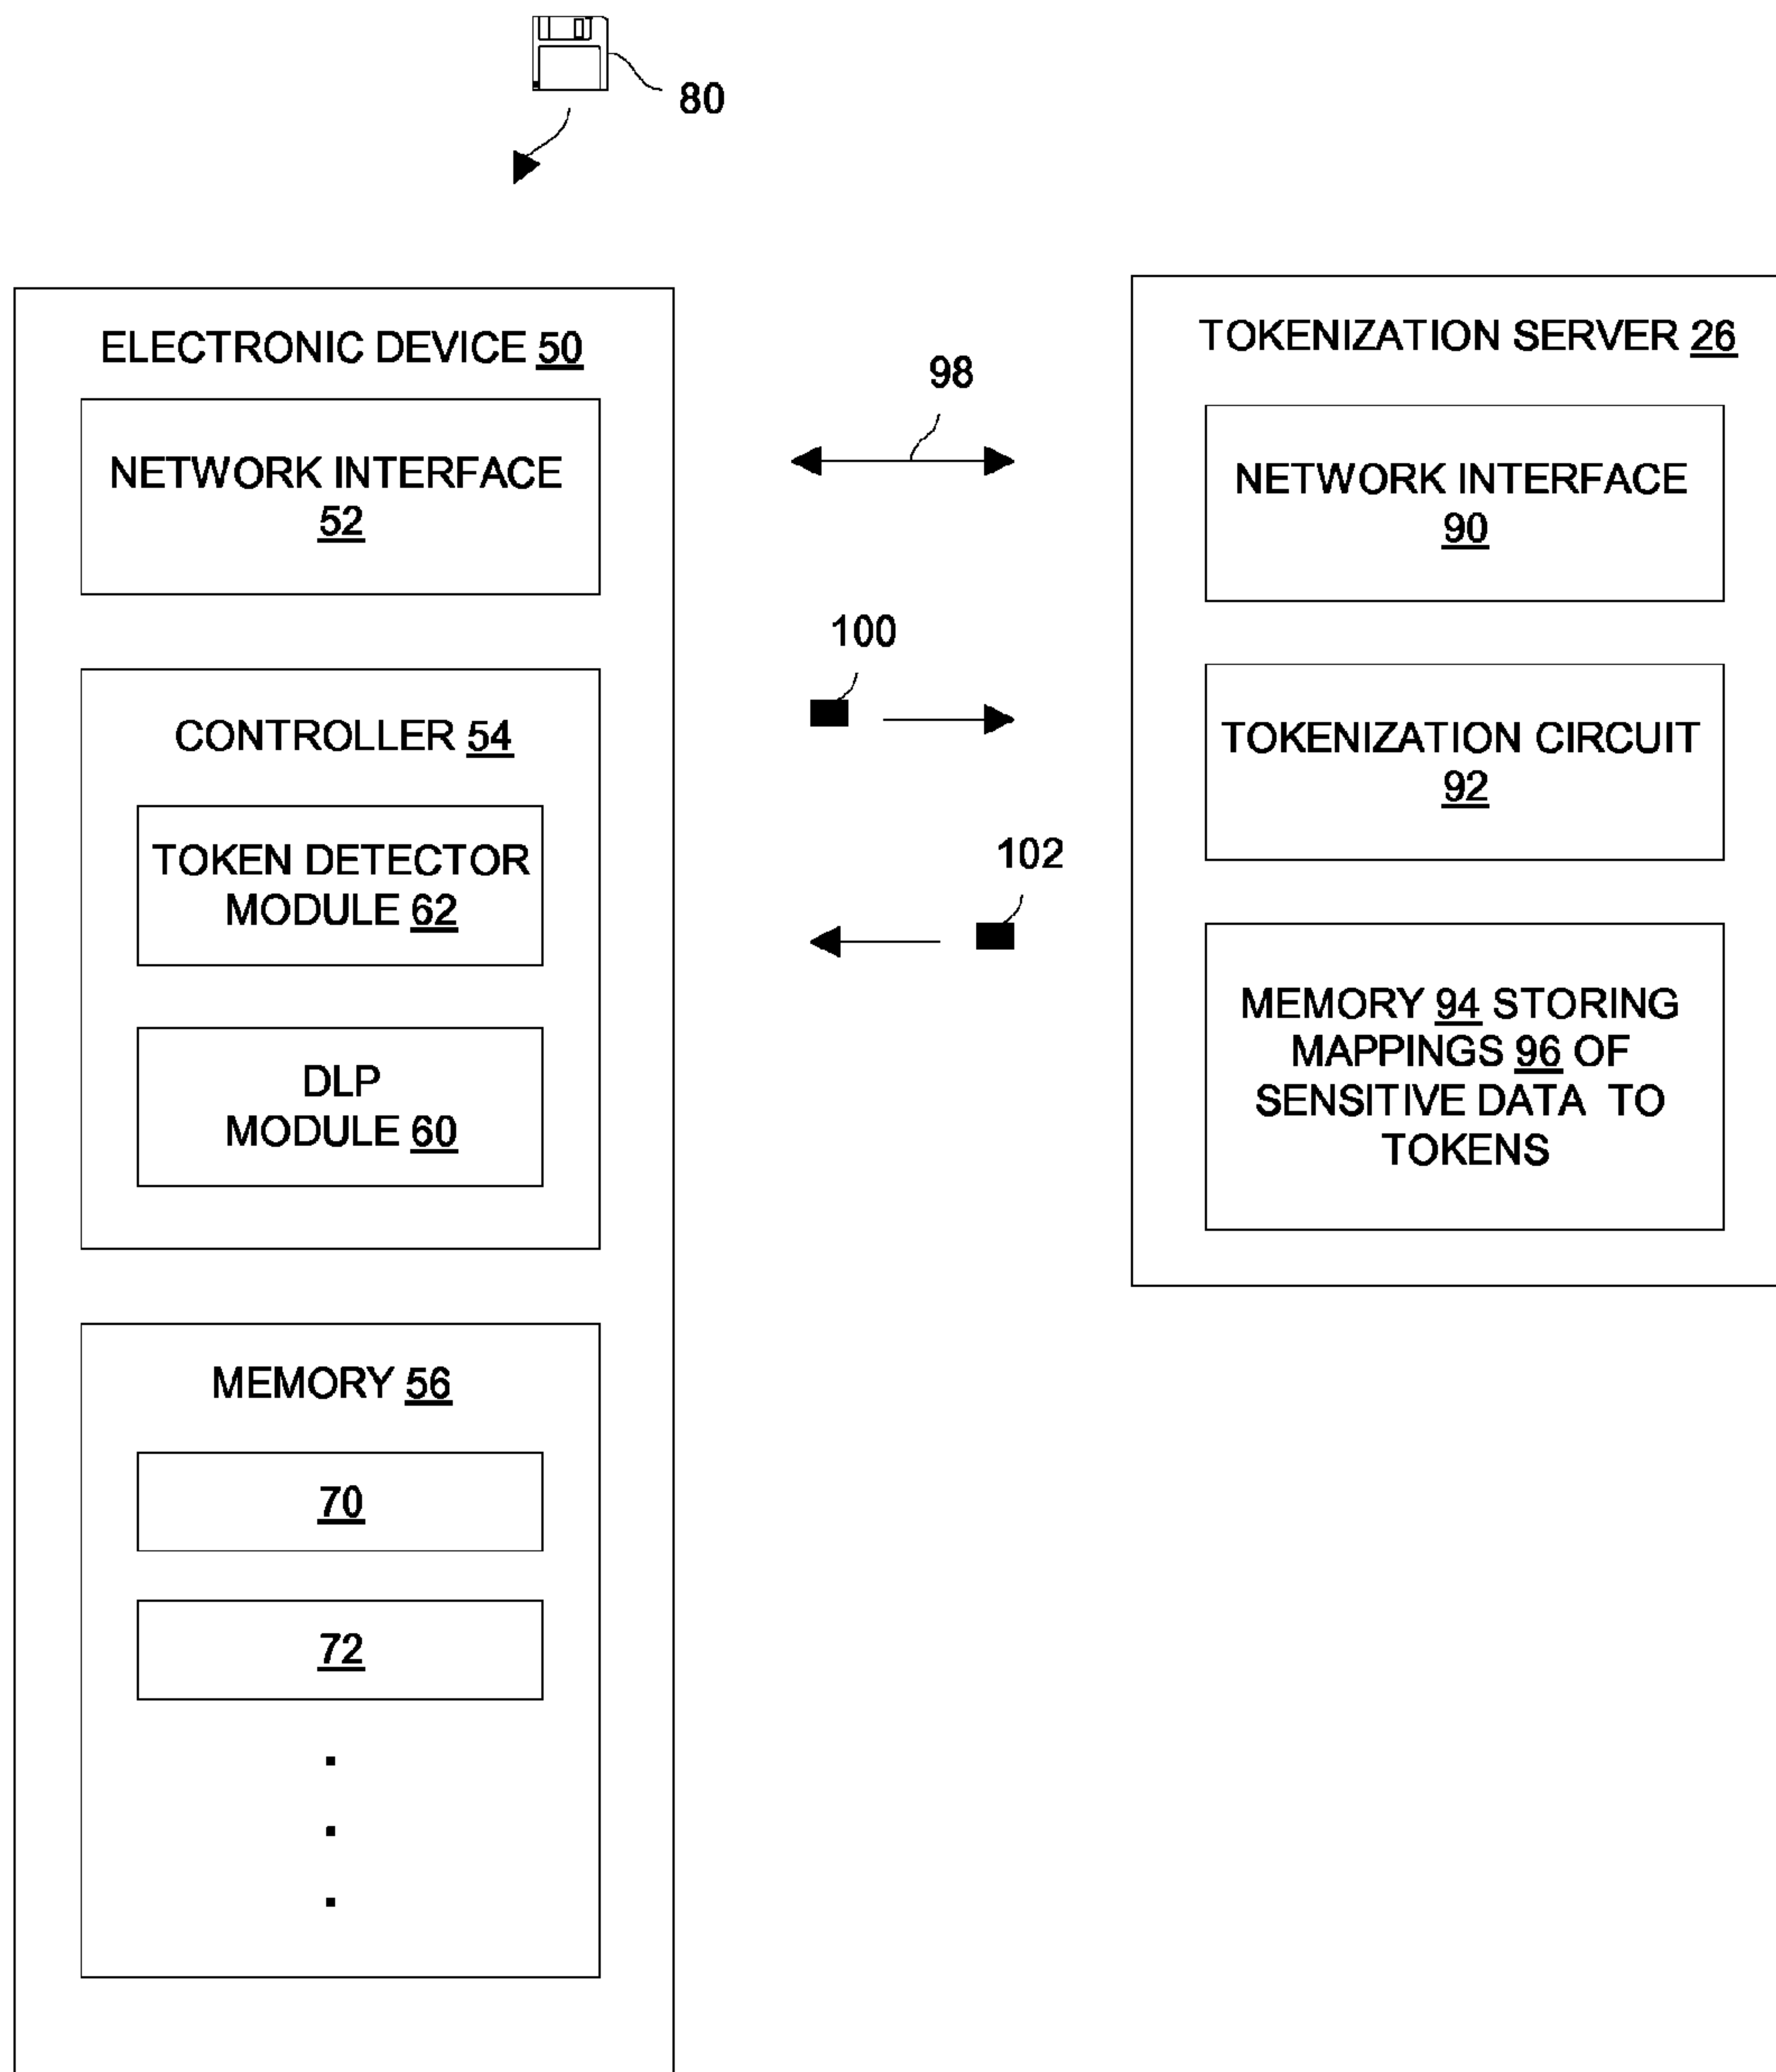 80
ELECTRONIC DEVICE 50
NETWORK INTERFACE
52
CONTROLLER 54
TOKEN DETECTOR
MODULE 62
DLP
MODULE 60
MEMORY 56
70
72
98
100
102
TOKENIZATION SERVER 26
NETWORK INTERFACE
90
TOKENIZATION CIRCUIT
92
MEMORY 94 STORING
MAPPINGS 96 OF
SENSITIVE DATA TO
TOKENS